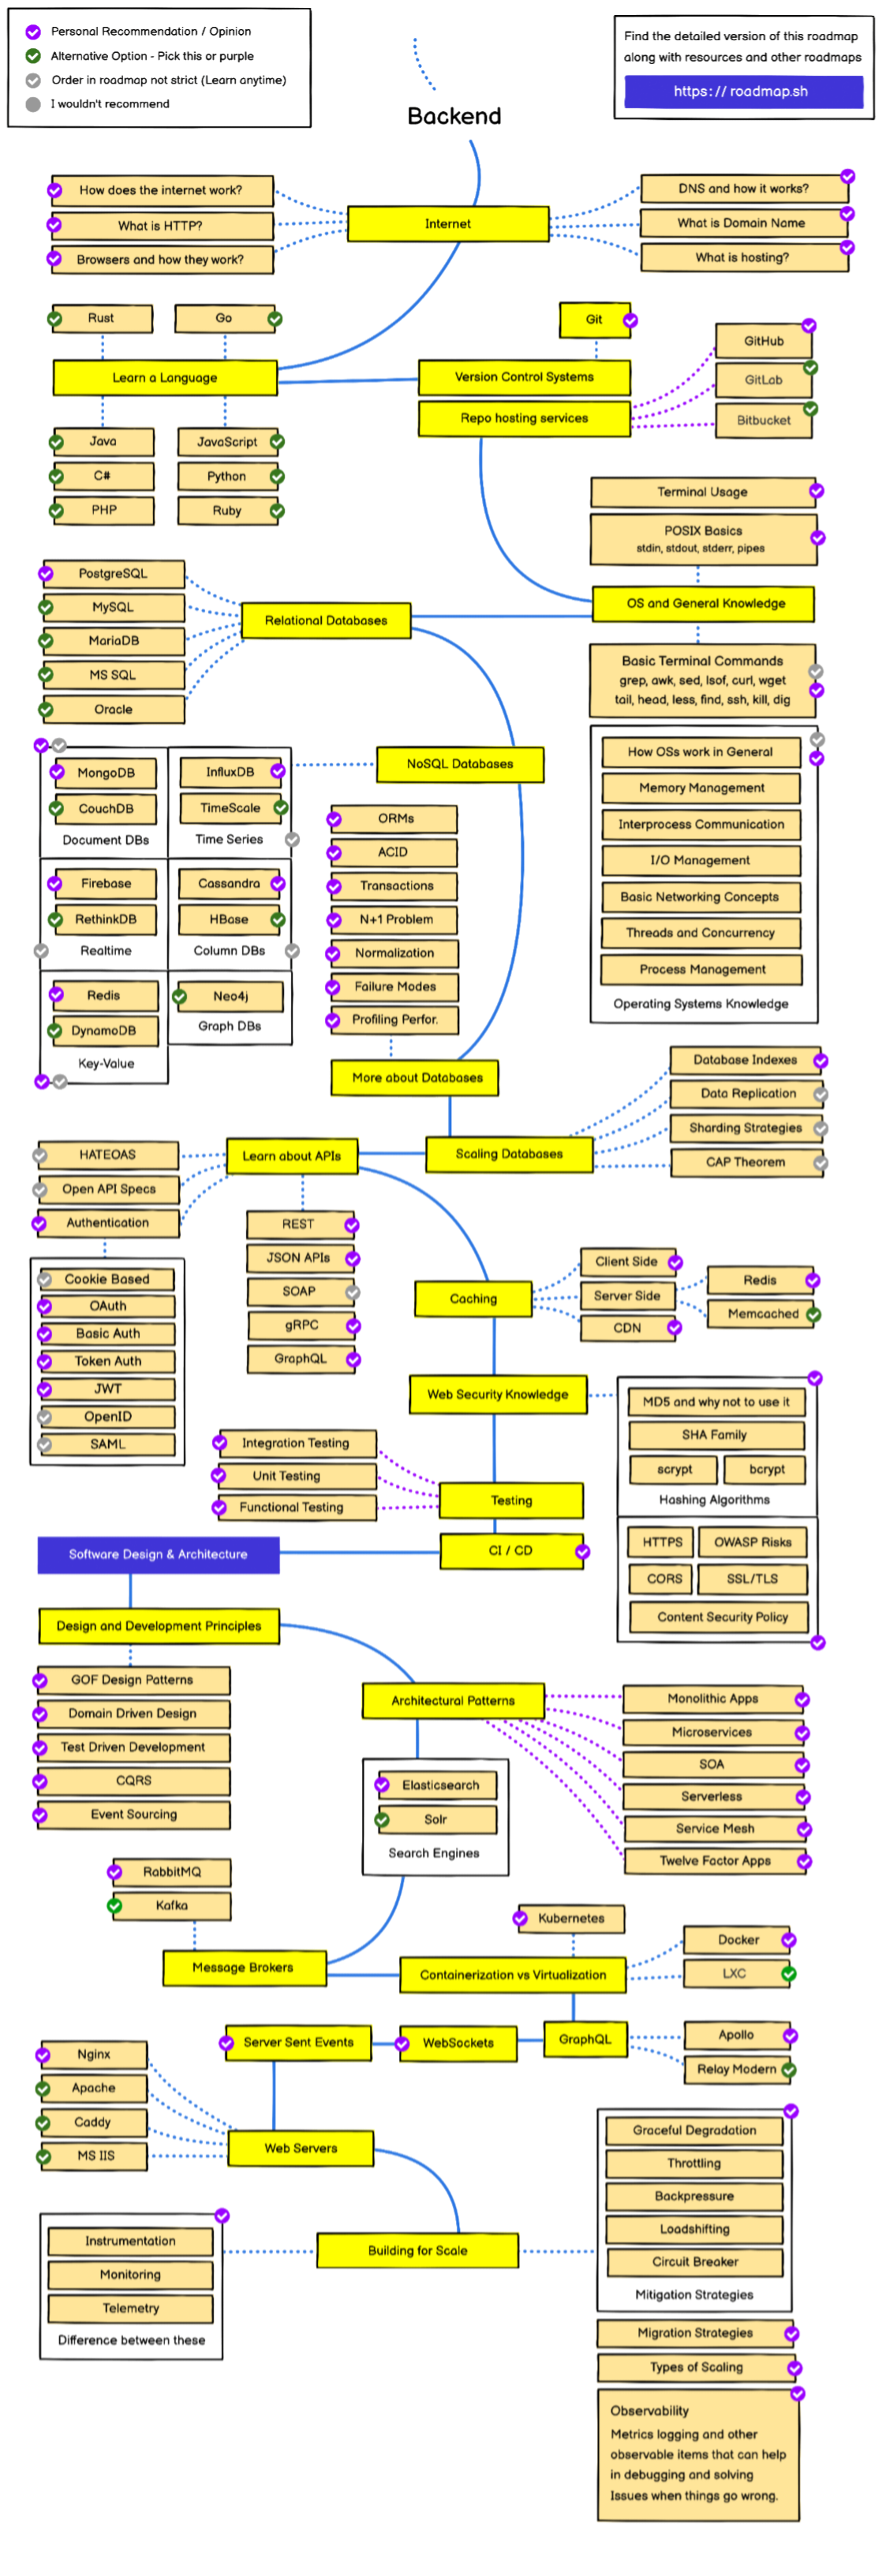 Personal Recommendation / Opinion
Alternative Option - Pick this or purple
Order in roadmap not strict (Learn anytime)
I wouldn't recommend
Find the detailed version of this roadmap
along with resources and other roadmaps
https:// roadmap.sh
Backend
How does the internet work?
What is HTTP?
Browsers and how they work?
Internet
DNS and how it works?
What is Domain Name
What is hosting?
Rust
Go
Learn a Language
Java
C#
PHP
JavaScript
Python
Ruby
Git
Version Control Systems
Repo hosting services
GitHub
GitLab
Bitbucket
Terminal Usage
POSIX Basics
stdin, stdout, stderr, pipes
OS and General Knowledge
Basic Terminal Commands
grep, awk, sed, lsof, curl, wget
tail, head, less, find, ssh, kill, dig
How OSs work in General
Memory Management
Interprocess Communication
I/O Management
Basic Networking Concepts
Threads and Concurrency
Process Management
Operating Systems Knowledge
PostgreSQL
MySQL
MariaDB
MS SQL
Oracle
Relational Databases
NoSQL Databases
MongoDB
CouchDB
Document DBs
InfluxDB
TimeScale
Time Series
Firebase
RethinkDB
Realtime
Cassandra
HBase
Column DBs
Redis
DynamoDB
Key-Value
Neo4j
Graph DBs
ORMs
ACID
Transactions
N+1 Problem
Normalization
Failure Modes
Profiling Perfor.
More about Databases
Database Indexes
Data Replication
Sharding Strategies
CAP Theorem
Scaling Databases
Learn about APIs
HATEOAS
Open API Specs
Authentication
Cookie Based
OAuth
Basic Auth
Token Auth
JWT
OpenID
SAML
REST
JSON APIs
SOAP
gRPC
GraphQL
Caching
Client Side
Server Side
CDN
Redis
Memcached
Web Security Knowledge
MD5 and why not to use it
SHA Family
scrypt
bcrypt
Hashing Algorithms
HTTPS
OWASP Risks
CORS
SSL/TLS
Content Security Policy
Integration Testing
Unit Testing
Functional Testing
Testing
CI / CD
Software Design & Architecture
Design and Development Principles
GOF Design Patterns
Domain Driven Design
Test Driven Development
CQRS
Event Sourcing
Architectural Patterns
Monolithic Apps
Microservices
SOA
Serverless
Service Mesh
Twelve Factor Apps
Elasticsearch
Solr
Search Engines
RabbitMQ
Kafka
Message Brokers
Kubernetes
Containerization vs Virtualization
Docker
LXC
Server Sent Events
WebSockets
GraphQL
Apollo
Relay Modern
Nginx
Apache
Caddy
MS IIS
Web Servers
Building for Scale
Instrumentation
Monitoring
Telemetry
Difference between these
Graceful Degradation
Throttling
Backpressure
Loadshifting
Circuit Breaker
Mitigation Strategies
Migration Strategies
Types of Scaling
Observability
Metrics logging and other
observable items that can help
in debugging and solving
Issues when things go wrong.